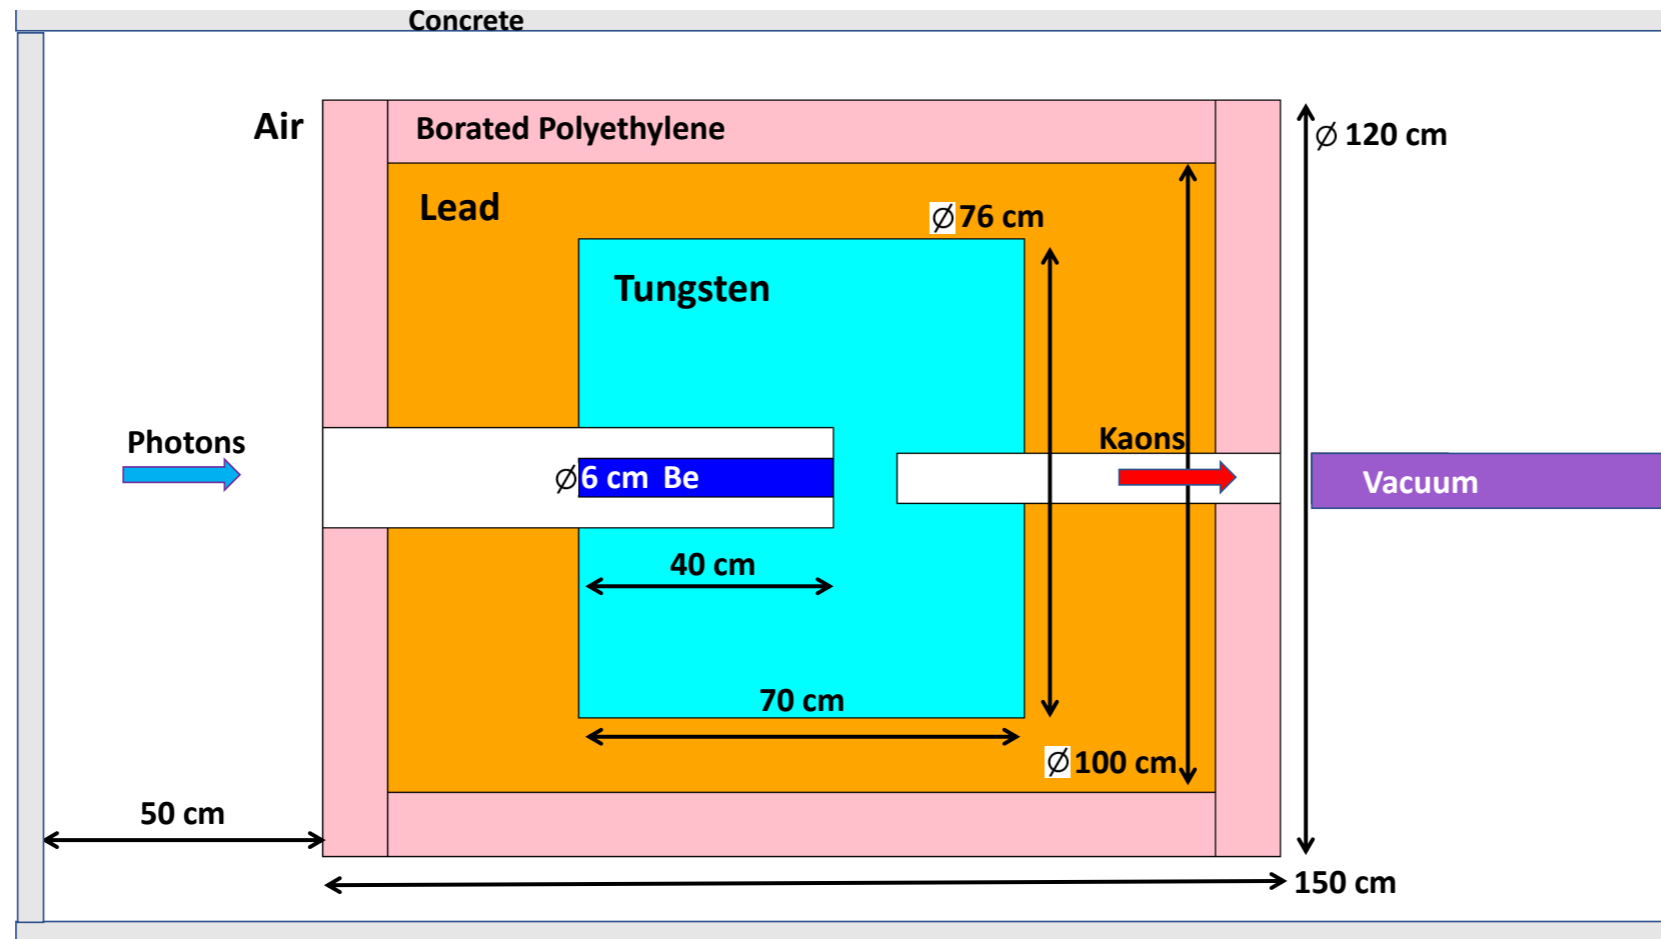 Concrete
Air
Borated Polyethylene
∅ 120 cm
Lead
∅ 76 cm
Tungsten
Photons
Kaons
∅6 cm Be
Vacuum
40 cm
70 cm
∅ 100 cm
50 cm
150 cm